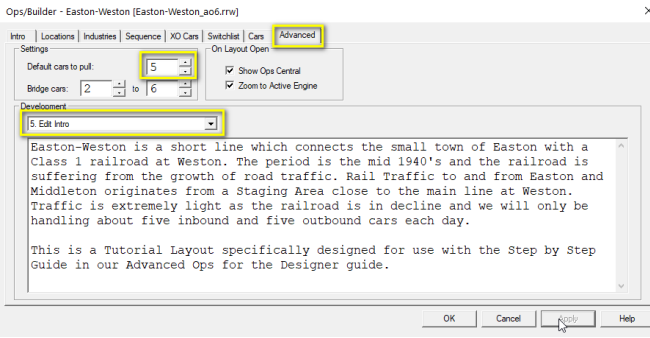 Ops/Builder - Easton-Weston [Easton-Weston_ao6.rrw]
Intro Locations Industries Sequence XO Cars Switchlist Cars Advanced
Settings
On Layout Open
Default cars to pull: 5
Show Ops Central
Bridge cars: 2 to 6
Zoom to Active Engine
Development
5. Edit Intro
Easton-Weston is a short line which connects the small town of Easton with a
Class 1 railroad at Weston. The period is the mid 1940's and the railroad is
suffering from the growth of road traffic. Rail Traffic to and from Easton and
Middleton originates from a Staging Area close to the main line at Weston.
Traffic is extremely light as the railroad is in decline and we will only be
handling about five inbound and five outbound cars each day.
This is a Tutorial Layout specifically designed for use with the Step by Step
Guide in our Advanced Ops for the Designer guide.
OK Cancel Apply Help